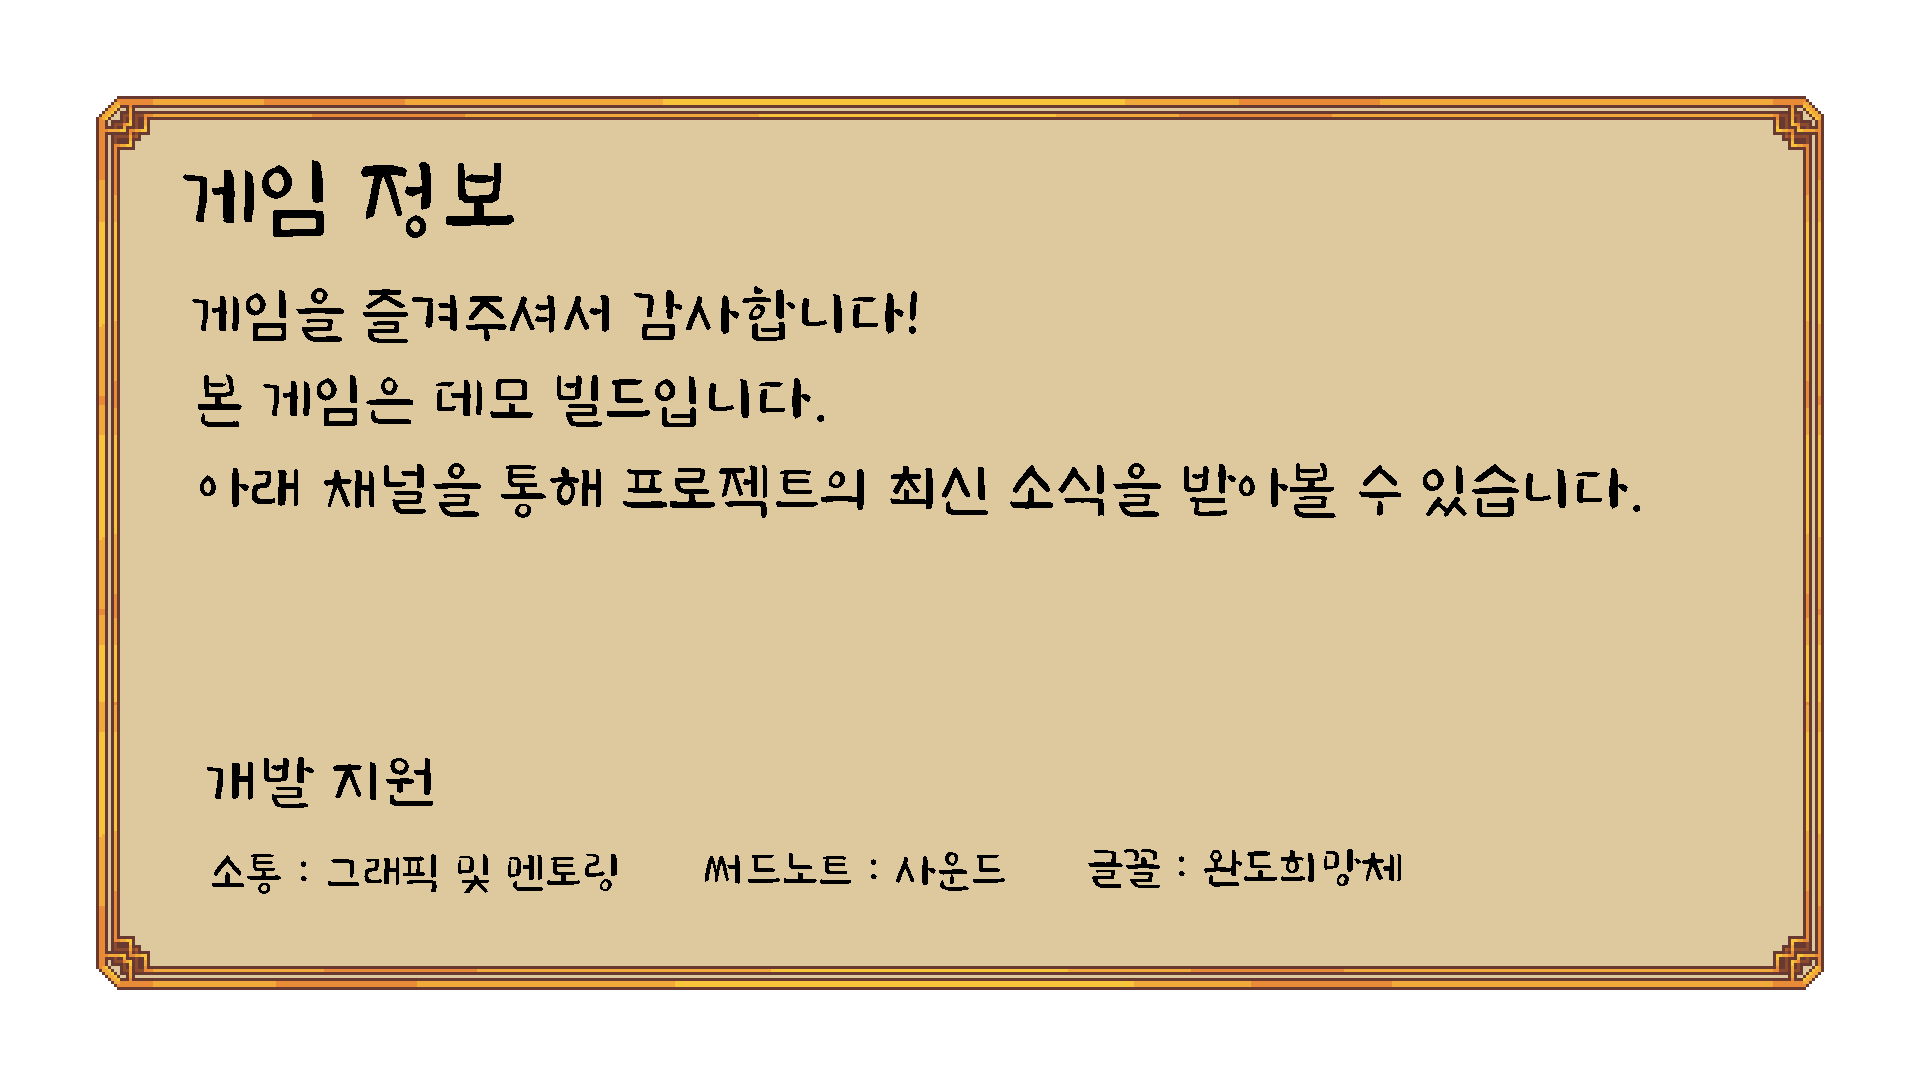 게임 정보
게임을 즐겨주셔서 감사합니다!
본 게임은 데모 빌드입니다.
아래 채널을 통해 프로젝트의 최신 소식을 받아볼 수 있습니다.
개발 지원
소통 : 그래픽 및 멘토링 써드노트 : 사운드 글꼴 : 완도희망체